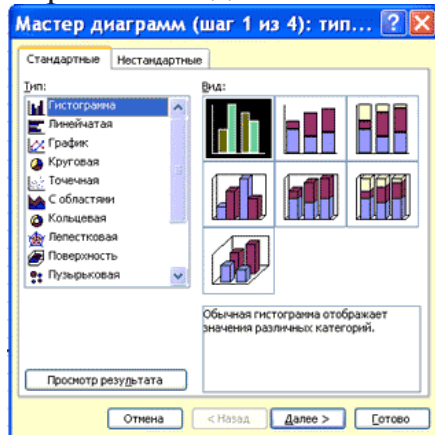 Мастер диаграмм (шаг 1 из 4): тип...
Стандартные Нестандартные
Тип:
Гистограмма
Линейчатая
График
Круговая
Точечная
С областями
Кольцевая
Лепестковая
Поверхность
Пузырьковая
Вид:
Обычная гистограмма отображает
значения различных категорий.
Просмотр результата
Отмена < Назад Далее > Готово